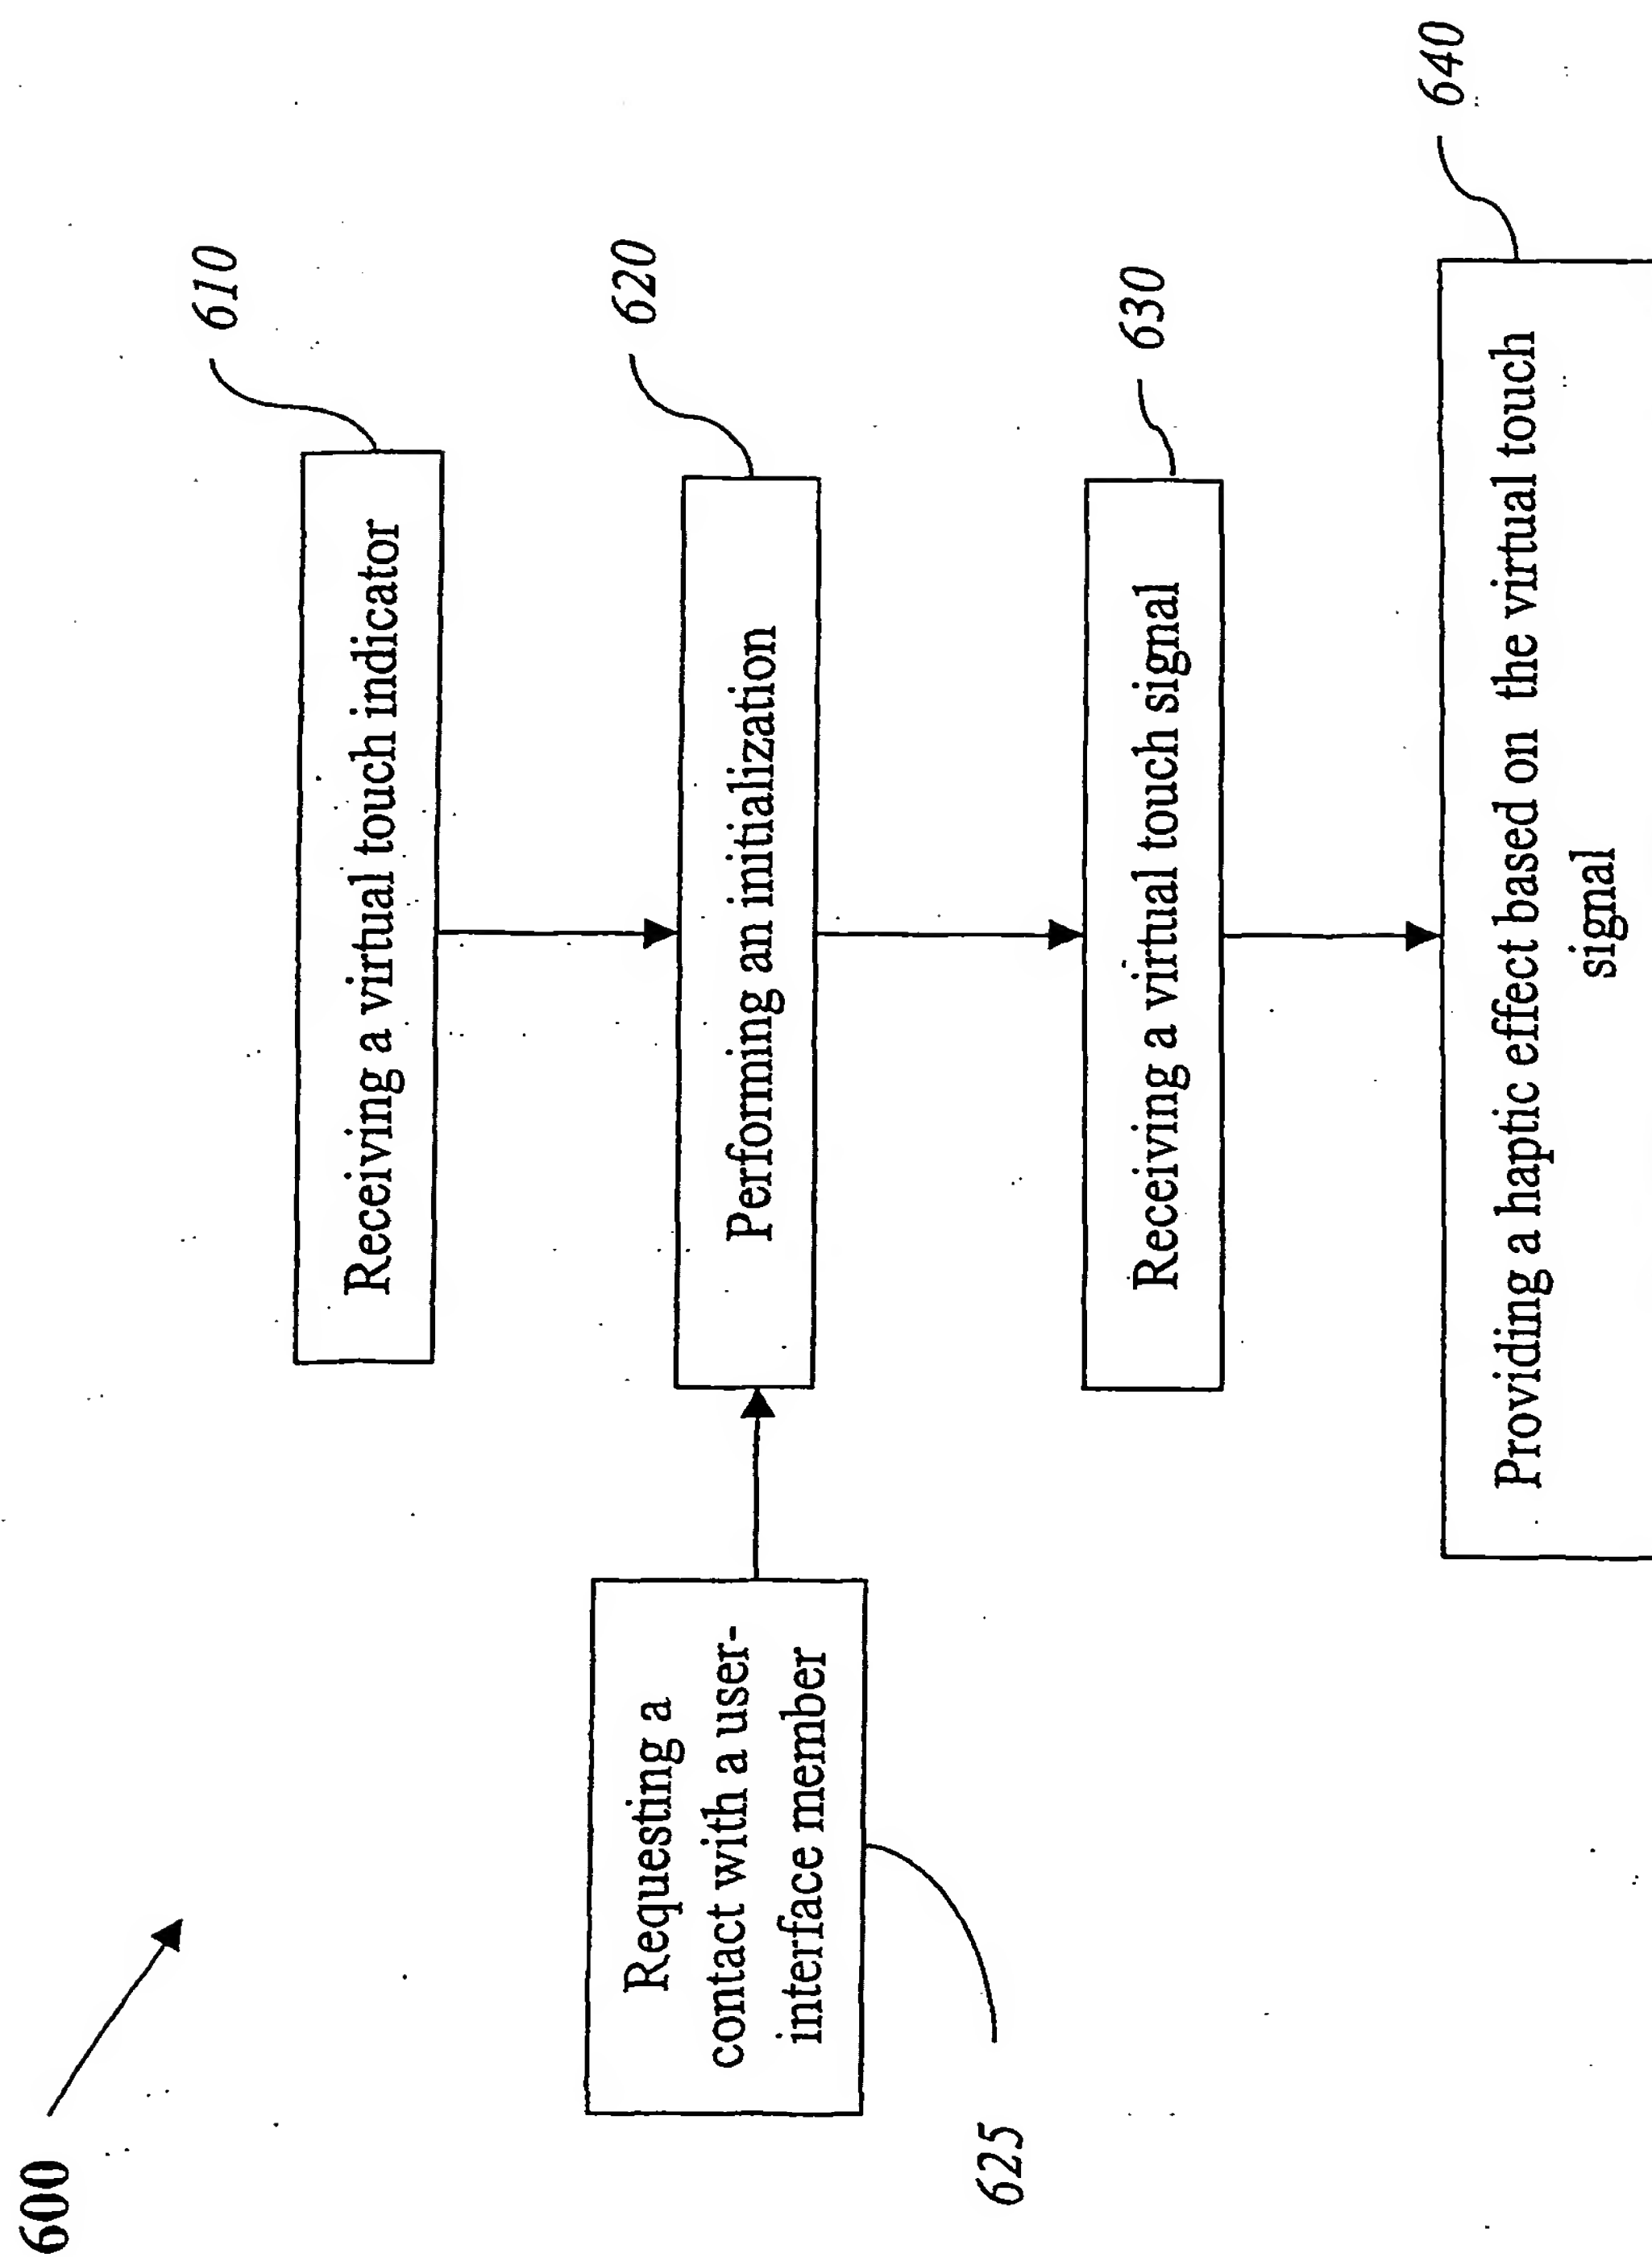 600
610
Receiving a virtual touch indicator
620
Performing an initialization
Requesting a
contact with a user-
interface member
625
630
Receiving a virtual touch signal
640
Providing a haptic effect based on the virtual touch
signal